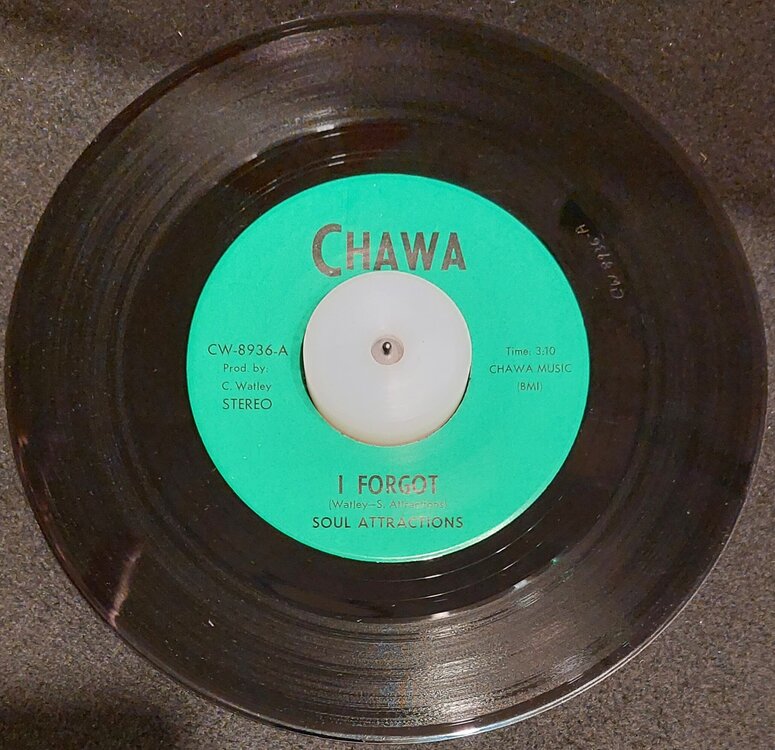 CHAWA
CW-8936-A
Prod. by:
C. Watley
STEREO
Time: 3:10
CHAWA MUSIC
(BMI)
I FORGOT
(Watley—S. Attractions)
SOUL ATTRACTIONS
CW 8936-A